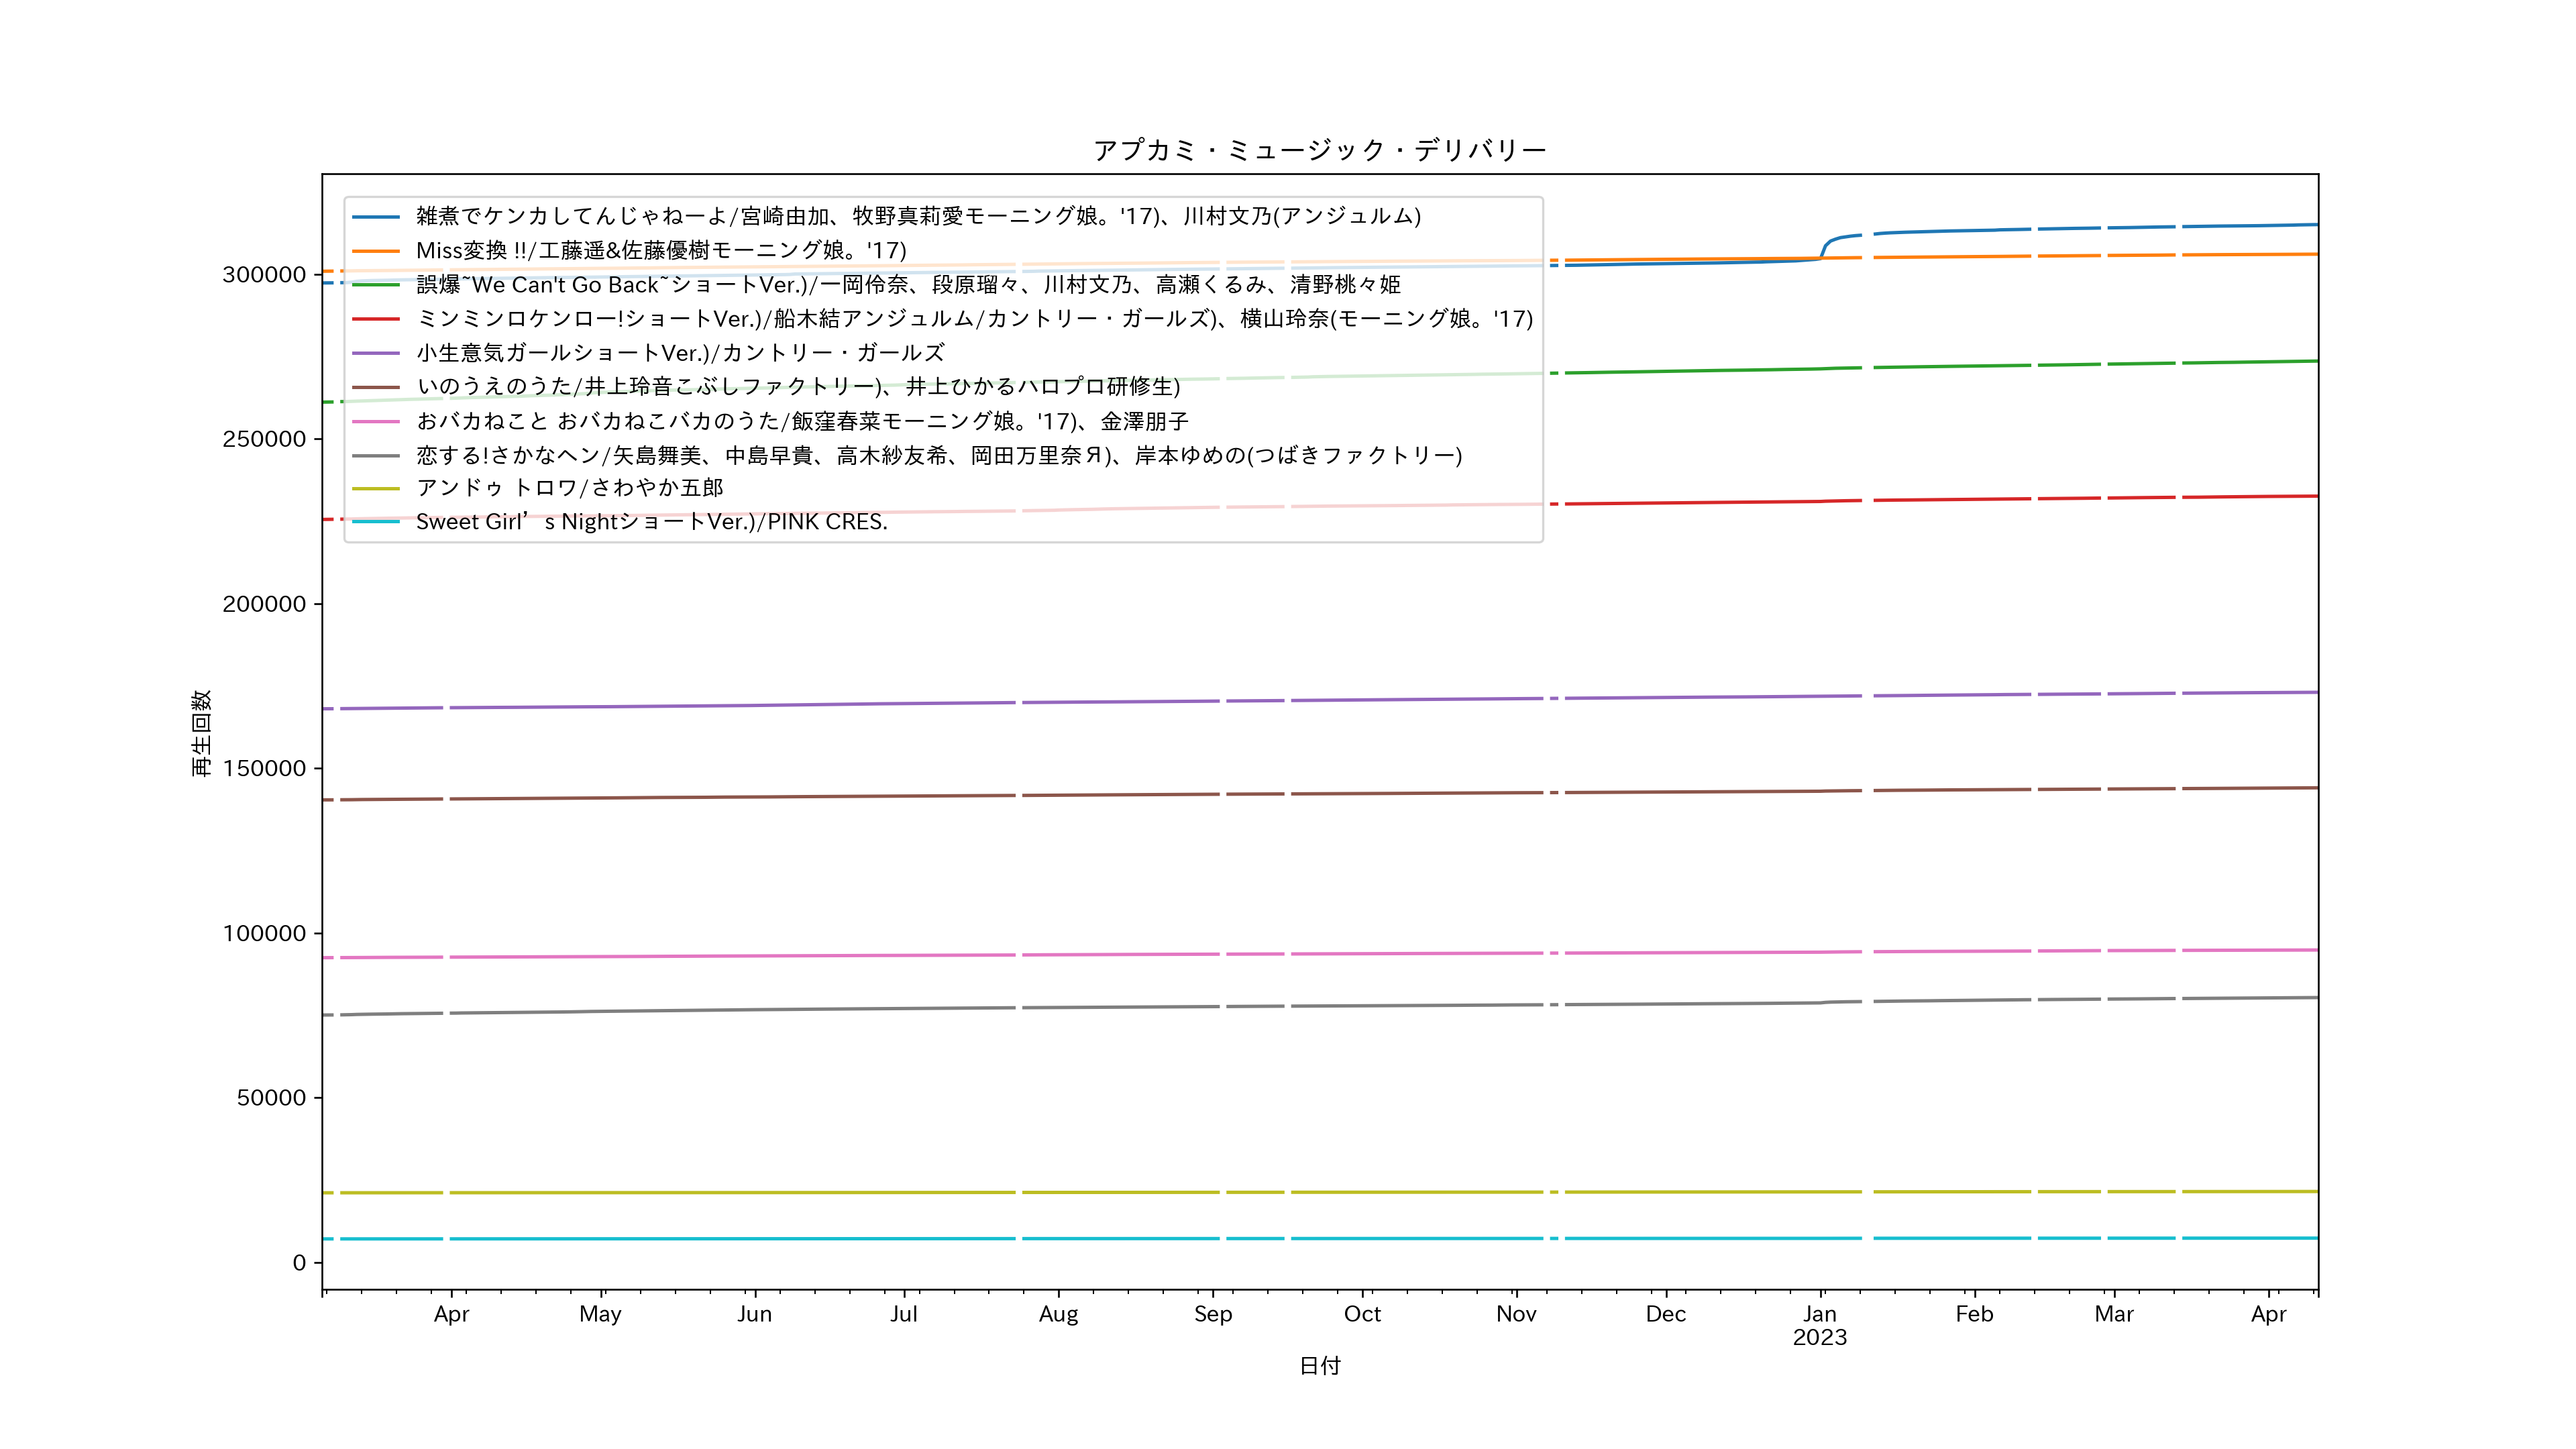 アプカミ・ミュージック・デリバリー
雑煮でケンカしてんじゃねーよ/宮崎由加、牧野真莉愛モーニング娘。'17)、川村文乃(アンジュルム)
Miss変換 !!/工藤遥&佐藤優樹モーニング娘。'17)
誤爆~We Can't Go Back~ショートVer.)/一岡伶奈、段原瑠々、川村文乃、高瀬くるみ、清野桃々姫
ミンミンロケンロー!ショートVer.)/船木結アンジュルム/カントリー・ガールズ)、横山玲奈(モーニング娘。'17)
小生意気ガールショートVer.)/カントリー・ガールズ
いのうえのうた/井上玲音こぶしファクトリー)、井上ひかるハロプロ研修生)
おバカねこと おバカねこバカのうた/飯窪春菜モーニング娘。'17)、金澤朋子
恋する!さかなヘン/矢島舞美、中島早貴、高木紗友希、岡田万里奈Я)、岸本ゆめの(つばきファクトリー)
アンドゥ トロワ/さわやか五郎
Sweet Girl’s NightショートVer.)/PINK CRES.
再生回数
300000
250000
200000
150000
100000
50000
0
Apr May Jun Jul Aug Sep Oct Nov Dec Jan Feb Mar Apr
2023
日付